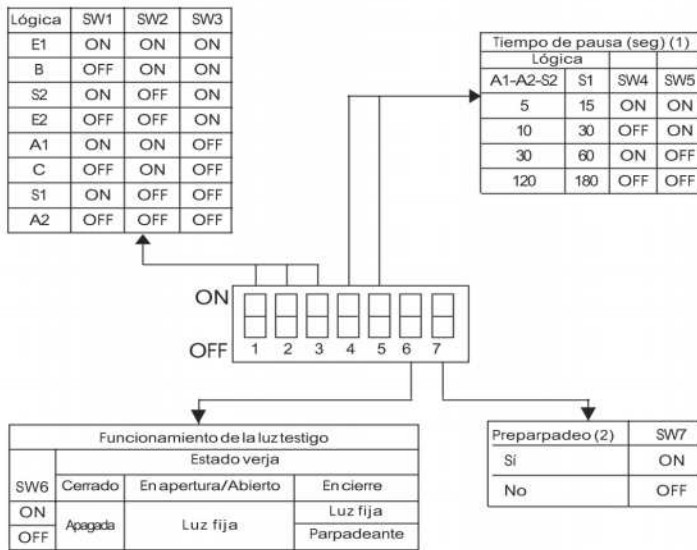 Lógica SW1 SW2 SW3
E1 ON ON ON
B OFF ON ON
S2 ON OFF ON
E2 OFF OFF ON
A1 ON ON OFF
C OFF ON OFF
S1 ON OFF OFF
A2 OFF OFF OFF
Tiempo de pausa (seg) (1)
Lógica
A1-A2-S2 S1 SW4 SW5
5 15 ON ON
10 30 OFF ON
30 60 ON OFF
120 180 OFF OFF
ON
OFF 1 2 3 4 5 6 7
Funcionamiento de la luz testigo
Estado verja
SW6 Cerrado En apertura/Abierto En cierre
ON Apagada Luz fija Luz fija
OFF Parpadeante
Preparpadeo (2) SW7
Sí ON
No OFF